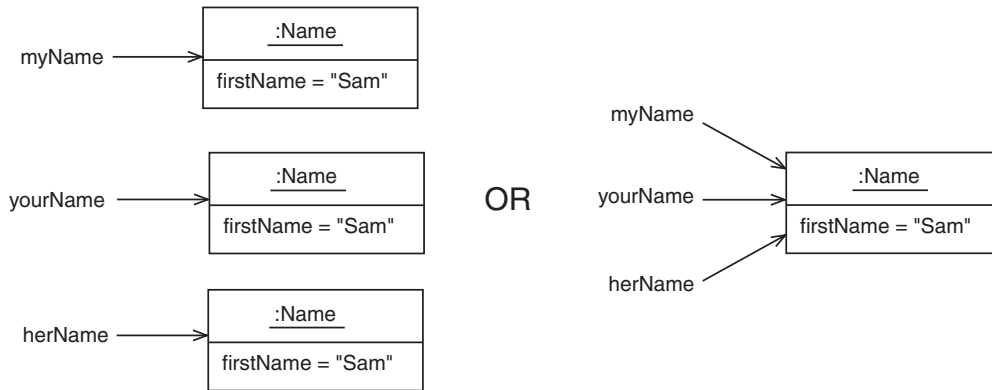 :Name
myName
firstName = "Sam"
:Name
yourName
firstName = "Sam"
:Name
herName
firstName = "Sam"
OR
myName
:Name
yourName
firstName = "Sam"
herName